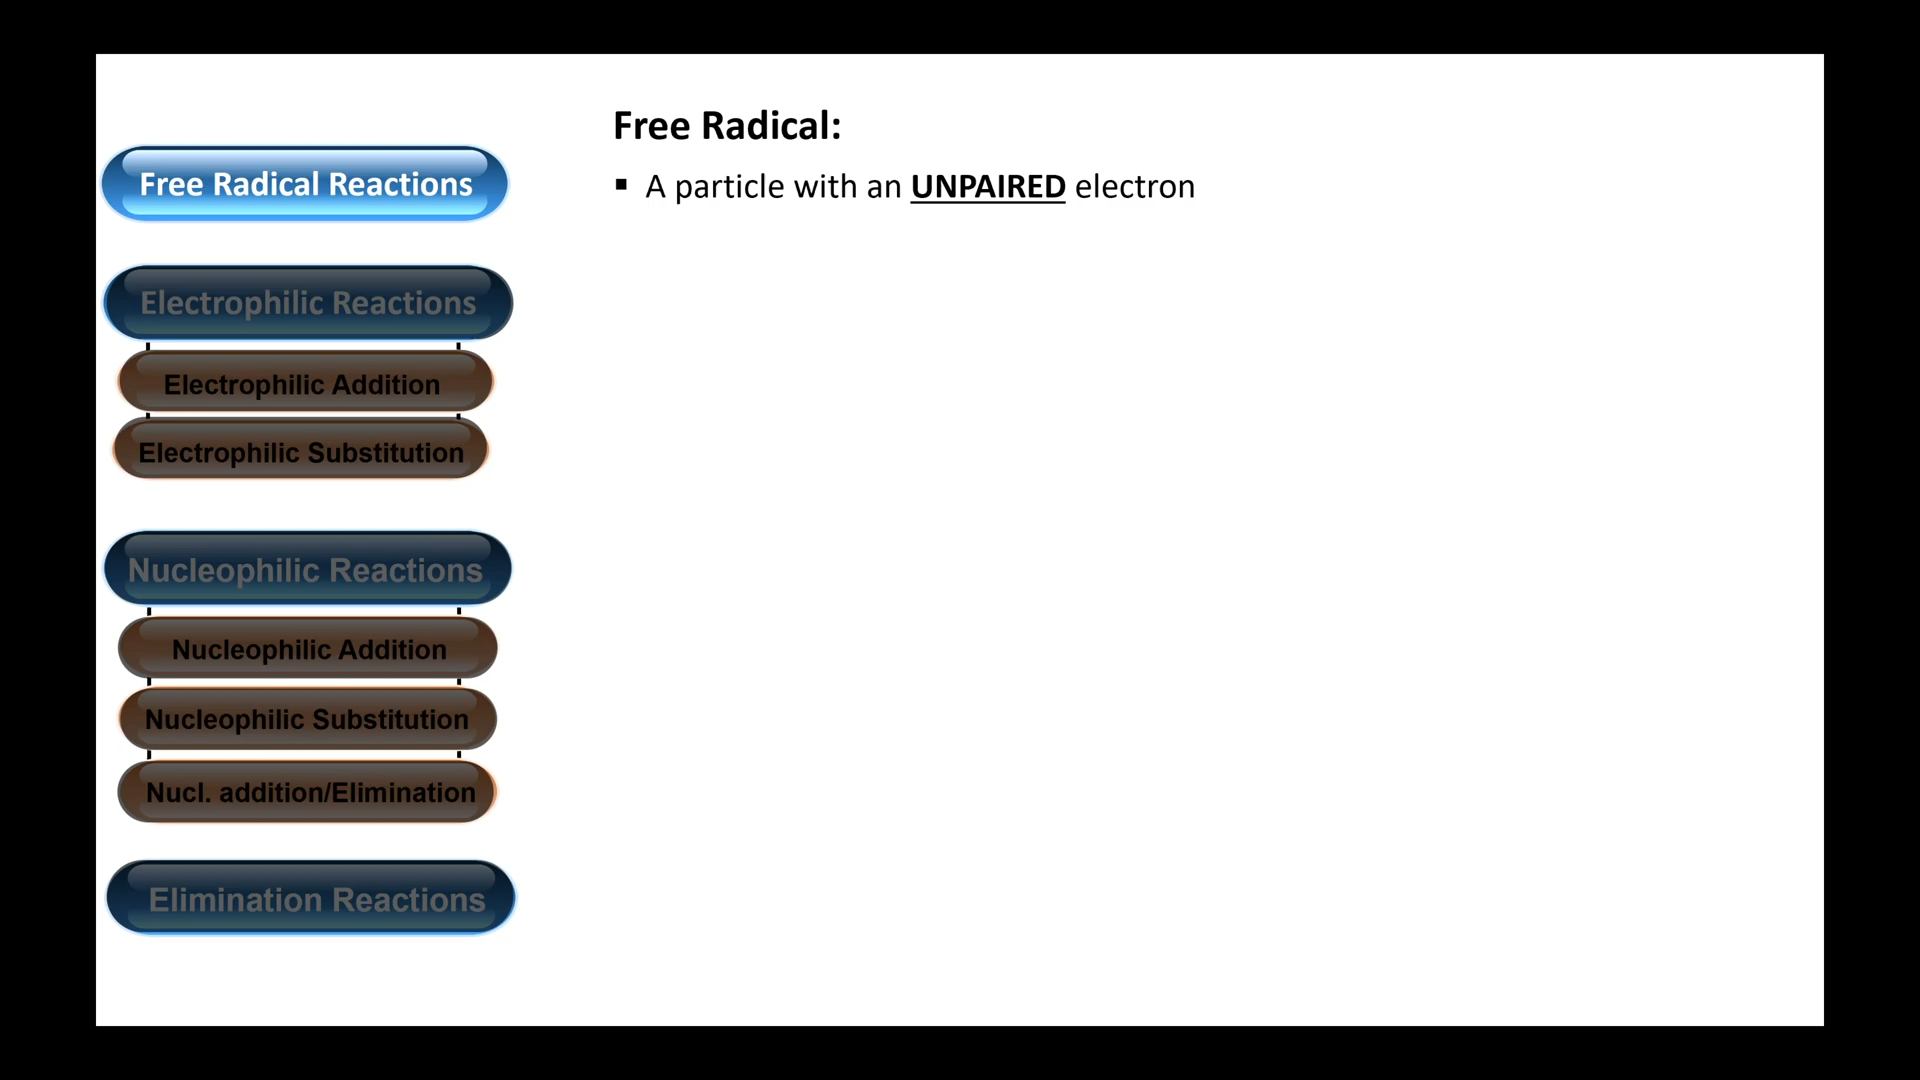 Free Radical Reactions
Electrophilic Reactions
Electrophilic Addition
Electrophilic Substitution
Nucleophilic Reactions
Nucleophilic Addition
Nucleophilic Substitution
Nucl. addition/Elimination
Elimination Reactions
Free Radical:
▪ A particle with an UNPAIRED electron